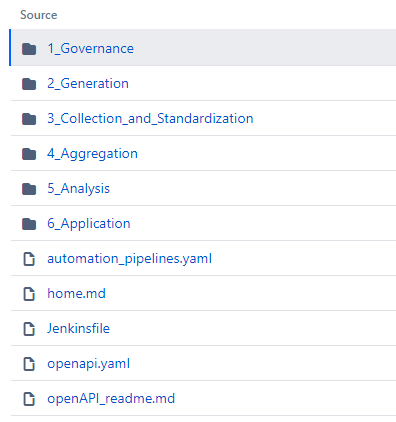 Source
1_Governance
2_Generation
3_Collection_and_Standardization
4_Aggregation
5_Analysis
6_Application
automation_pipelines.yaml
home.md
Jenkinsfile
openapi.yaml
openAPI_readme.md